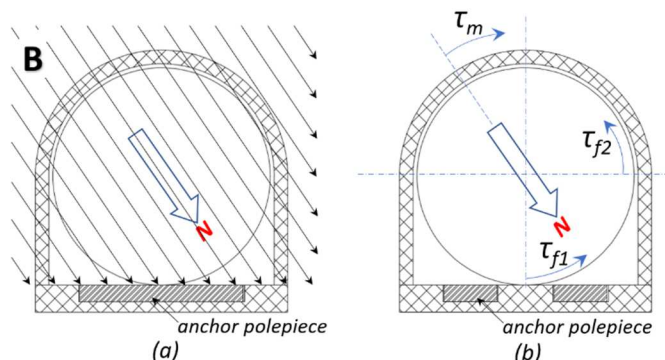 B
N
anchor polepiece
(a)
τm
τf2
N
τf1
anchor polepiece
(b)